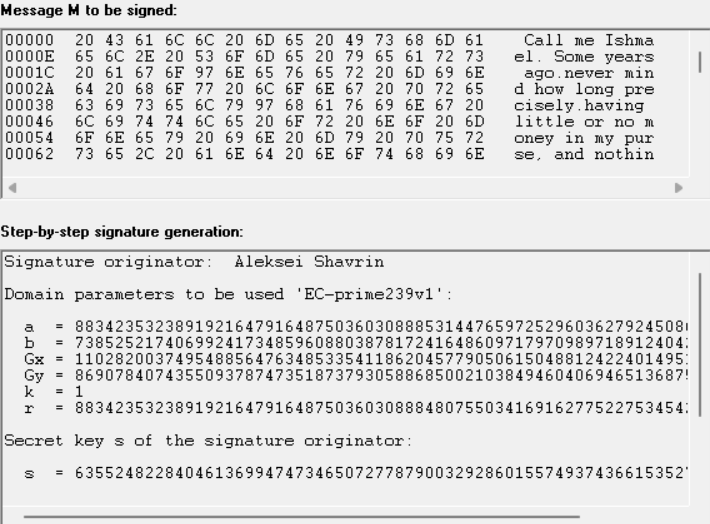 Message M to be signed:
00000 20 43 61 6C 6C 20 6D 65 20 49 73 68 6D 61 Call me Ishma
0000E 65 6C 2E 20 53 6F 6D 65 20 79 65 61 72 73 el. Some years
0001C 20 61 67 6F 97 6E 65 76 65 72 20 6D 69 6E ago.never min
0002A 64 20 68 6F 77 20 6C 6F 6E 67 20 70 72 65 d how long pre
00038 63 69 73 65 6C 79 97 68 61 76 69 6E 67 20 cisely.having
00046 6C 69 74 74 6C 65 20 6F 72 20 6E 6F 20 6D little or no m
00054 6F 6E 65 79 20 69 6E 20 6D 79 20 70 75 72 oney in my pur
00062 73 65 2C 20 61 6E 64 20 6E 6F 74 68 69 6E se, and nothin
Step-by-step signature generation:
Signature originator: Aleksei Shavrin
Domain parameters to be used 'EC-prime239v1':
a = 88342353238919216479164875036030888531447659725296036279245086
b = 7385252174069924173485960880387817241648609717970989718912404
Gx = 1102820037495488564763485335411862045779050615048812422401495
Gy = 8690784074355093787473518737930588685002103849460406946513687
k = 1
r = 8834235323891921647916487503603088848075503416916277522753454
Secret key s of the signature originator:
s = 6355248228404613699474734650727787900329286015574937436615352